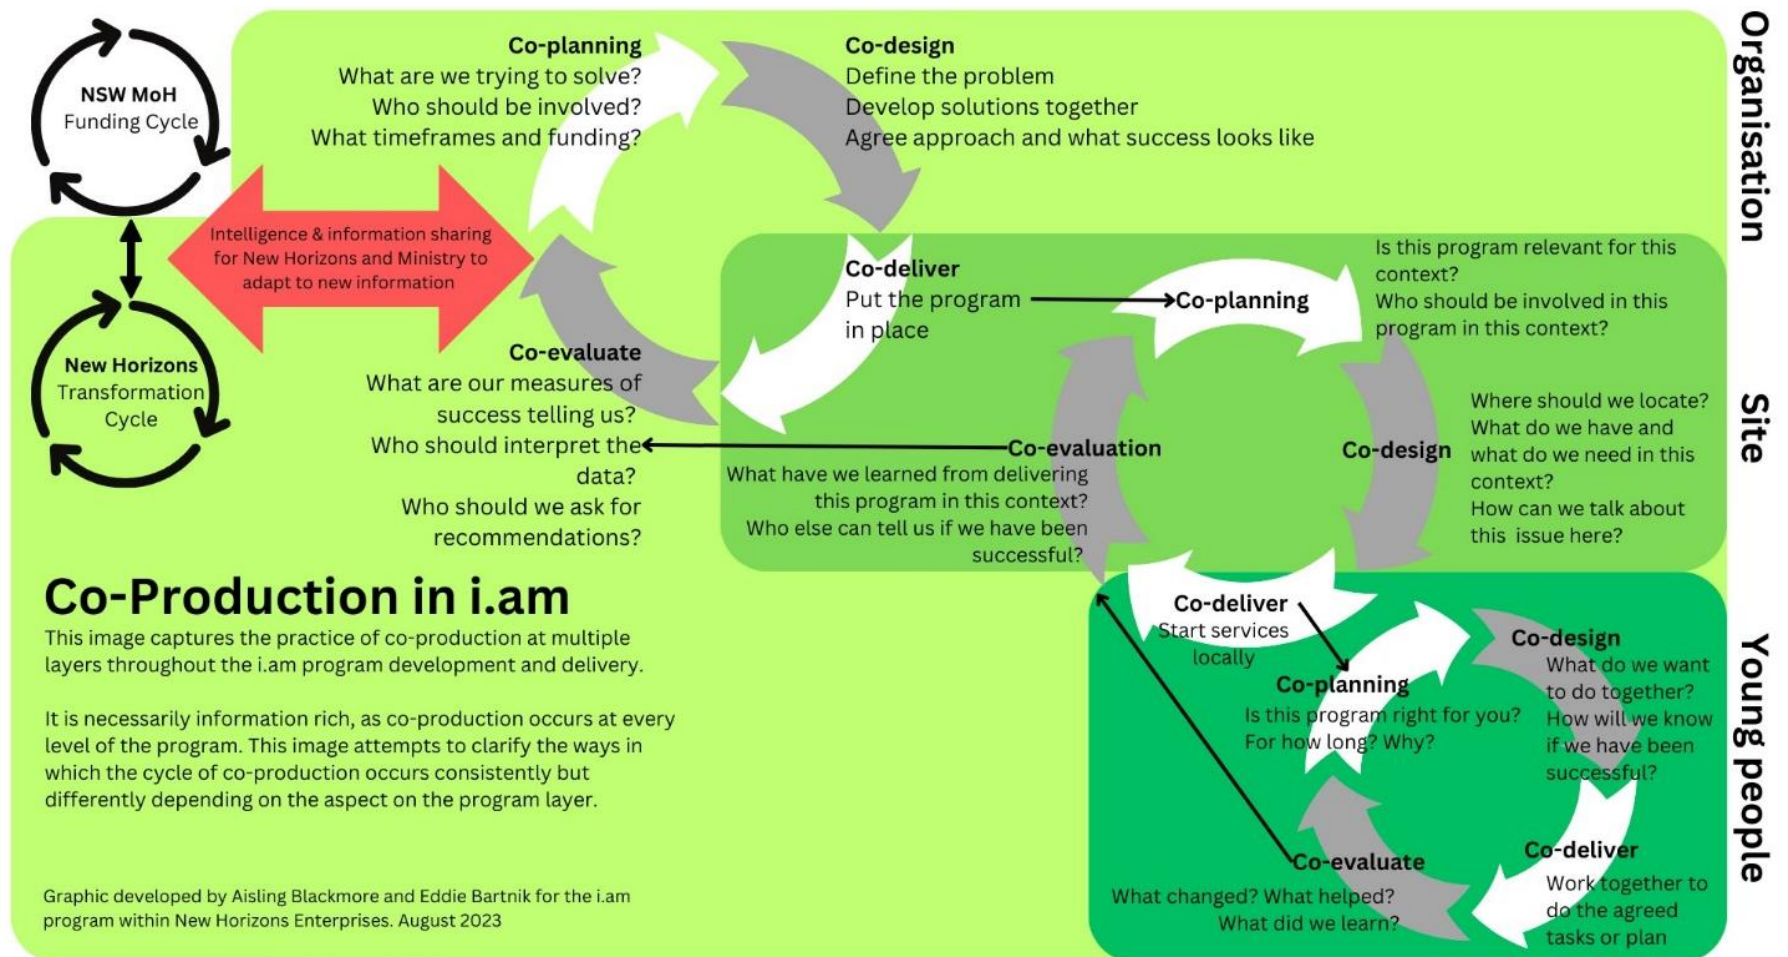 NSW MoH
Funding Cycle
New Horizons
Transformation
Cycle
Intelligence & information sharing
for New Horizons and Ministry to
adapt to new information
Co-planning
What are we trying to solve?
Who should be involved?
What timeframes and funding?
Co-design
Define the problem
Develop solutions together
Agree approach and what success looks like
Co-deliver
Put the program
in place
Co-evaluate
What are our measures of
success telling us?
Who should interpret the
data?
Who should we ask for
recommendations?
Organisation
Co-planning
Is this program relevant for this
context?
Who should be involved in this
program in this context?
Co-design
Where should we locate?
What do we have and
what do we need in this
context?
How can we talk about
this issue here?
Co-evaluation
What have we learned from delivering
this program in this context?
Who else can tell us if we have been
successful?
Site
Co-deliver
Start services
locally
Co-planning
Is this program right for you?
For how long? Why?
Co-design
What do we want
to do together?
How will we know
if we have been
successful?
Co-deliver
Work together to
do the agreed
tasks or plan
Co-evaluate
What changed? What helped?
What did we learn?
Young people
Co-Production in i.am
This image captures the practice of co-production at multiple
layers throughout the i.am program development and delivery.
It is necessarily information rich, as co-production occurs at every
level of the program. This image attempts to clarify the ways in
which the cycle of co-production occurs consistently but
differently depending on the aspect on the program layer.
Graphic developed by Aisling Blackmore and Eddie Bartnik for the i.am
program within New Horizons Enterprises. August 2023